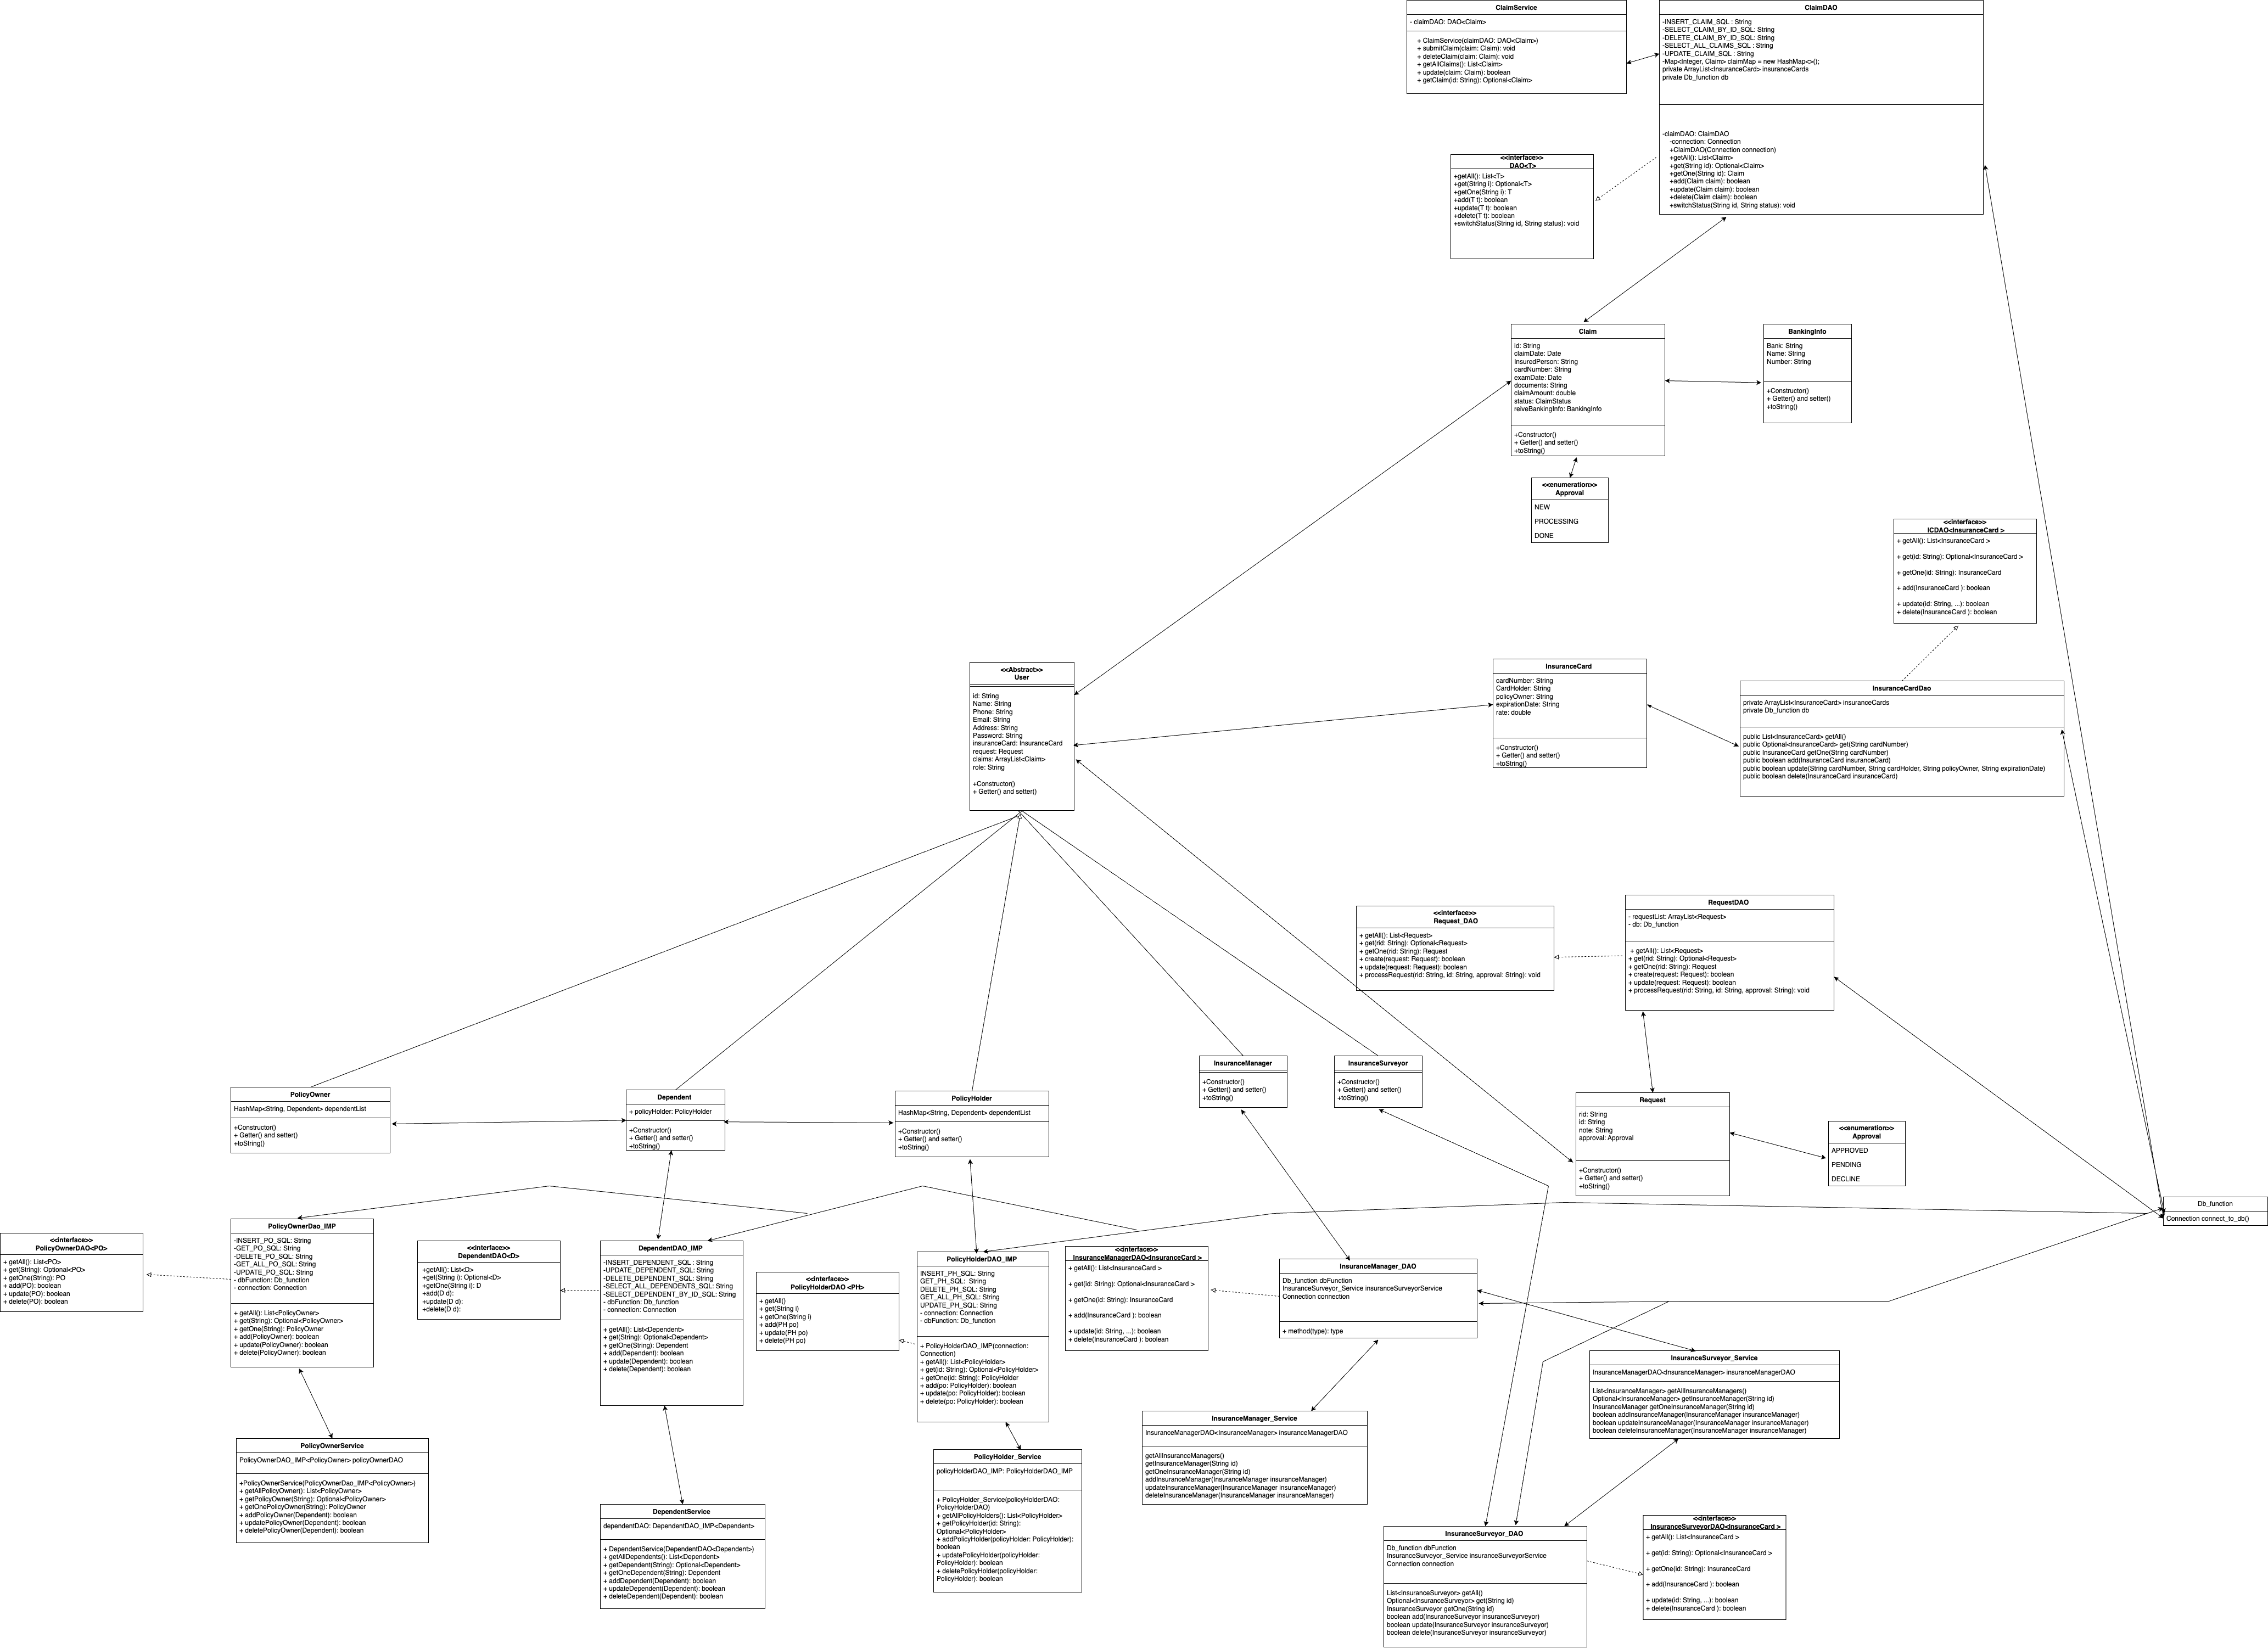 ClaimService
- claimDAO: DAO<Claim>
+ ClaimService(claimDAO: DAO<Claim>)
+ submitClaim(claim: Claim): void
+ deleteClaim(claim: Claim): void
+ getAllClaims(): List<Claim>
+ update(claim: Claim): boolean
+ getClaim(id: String): Optional<Claim>
ClaimDAO
-INSERT_CLAIM_SQL : String
-SELECT_CLAIM_BY_ID_SQL: String
-DELETE_CLAIM_BY_ID_SQL: String
-SELECT_ALL_CLAIMS_SQL : String
-UPDATE_CLAIM_SQL : String
-Map<Integer, Claim> claimMap = new HashMap<>();
private ArrayList<InsuranceCard> insuranceCards
private Db_function db
-claimDAO: ClaimDAO
-connection: Connection
+ClaimDAO(Connection connection)
+getAll(): List<Claim>
+get(String id): Optional<Claim>
+getOne(String id): Claim
+add(Claim claim): boolean
+update(Claim claim): boolean
+delete(Claim claim): boolean
+switchStatus(String id, String status): void
<<interface>>
DAO<T>
+getAll(): List<T>
+get(String i): Optional<T>
+getOne(String i): T
+add(T t): boolean
+update(T t): boolean
+delete(T t): boolean
+switchStatus(String id, String status): void
Claim
id: String
claimDate: Date
InsuredPerson: String
cardNumber: String
examDate: Date
documents: String
claimAmount: double
status: ClaimStatus
reiveBankingInfo: BankingInfo
+Constructor()
+ Getter() and setter()
+toString()
BankingInfo
Bank: String
Name: String
Number: String
+Constructor()
+ Getter() and setter()
+toString()
<<enumeration>>
Approval
NEW
PROCESSING
DONE
<<interface>>
ICDAO<InsuranceCard >
+ getAll(): List<InsuranceCard >
+ get(id: String): Optional<InsuranceCard >
+ getOne(id: String): InsuranceCard
+ add(InsuranceCard ): boolean
+ update(id: String, ...): boolean
+ delete(InsuranceCard ): boolean
<<Abstract>>
User
id: String
Name: String
Phone: String
Email: String
Address: String
Password: String
insuranceCard: InsuranceCard
request: Request
claims: ArrayList<Claim>
role: String
+Constructor()
+ Getter() and setter()
InsuranceCard
cardNumber: String
CardHolder: String
policyOwner: String
expirationDate: String
rate: double
+Constructor()
+ Getter() and setter()
+toString()
InsuranceCardDao
private ArrayList<InsuranceCard> insuranceCards
private Db_function db
public List<InsuranceCard> getAll()
public Optional<InsuranceCard> get(String cardNumber)
public InsuranceCard getOne(String cardNumber)
public boolean add(InsuranceCard insuranceCard)
public boolean update(String cardNumber, String cardHolder, String policyOwner, String expirationDate)
public boolean delete(InsuranceCard insuranceCard)
<<interface>>
Request_DAO
+ getAll(): List<Request>
+ get(rid: String): Optional<Request>
+ getOne(rid: String): Request
+ create(request: Request): boolean
+ update(request: Request): boolean
+ processRequest(rid: String, id: String, approval: String): void
RequestDAO
- requestList: ArrayList<Request>
- db: Db_function
+ getAll(): List<Request>
+ get(rid: String): Optional<Request>
+ getOne(rid: String): Request
+ create(request: Request): boolean
+ update(request: Request): boolean
+ processRequest(rid: String, id: String, approval: String): void
PolicyOwner
HashMap<String, Dependent> dependentList
+Constructor()
+ Getter() and setter()
+toString()
Dependent
+ policyHolder: PolicyHolder
+Constructor()
+ Getter() and setter()
+toString()
PolicyHolder
HashMap<String, Dependent> dependentList
+Constructor()
+ Getter() and setter()
+toString()
InsuranceManager
+Constructor()
+ Getter() and setter()
+toString()
InsuranceSurveyor
+Constructor()
+ Getter() and setter()
+toString()
Request
rid: String
id: String
note: String
approval: Approval
+Constructor()
+ Getter() and setter()
+toString()
<<enumeration>>
Approval
APPROVED
PENDING
DECLINE
Db_function
Connection connect_to_db()
<<interface>>
PolicyOwnerDAO<PO>
+ getAll(): List<PO>
+ get(String): Optional<PO>
+ getOne(String): PO
+ add(PO): boolean
+ update(PO): boolean
+ delete(PO): boolean
PolicyOwnerDao_IMP
-INSERT_PO_SQL: String
-GET_PO_SQL: String
-DELETE_PO_SQL: String
-GET_ALL_PO_SQL: String
-UPDATE_PO_SQL: String
- dbFunction: Db_function
- connection: Connection
+ getAll(): List<PolicyOwner>
+ get(String): Optional<PolicyOwner>
+ getOne(String): PolicyOwner
+ add(PolicyOwner): boolean
+ update(PolicyOwner): boolean
+ delete(PolicyOwner): boolean
<<interface>>
DependentDAO<D>
+getAll(): List<D>
+get(String i): Optional<D>
+getOne(String i): D
+add(D d):
+update(D d):
+delete(D d):
DependentDAO_IMP
-INSERT_DEPENDENT_SQL : String
-UPDATE_DEPENDENT_SQL: String
-DELETE_DEPENDENT_SQL: String
-SELECT_ALL_DEPENDENTS_SQL: String
-SELECT_DEPENDENT_BY_ID_SQL: String
- dbFunction: Db_function
- connection: Connection
+ getAll(): List<Dependent>
+ get(String): Optional<Dependent>
+ getOne(String): Dependent
+ add(Dependent): boolean
+ update(Dependent): boolean
+ delete(Dependent): boolean
<<interface>>
PolicyHolderDAO <PH>
+ getAll()
+ get(String i)
+ getOne(String i)
+ add(PH po)
+ update(PH po)
+ delete(PH po)
PolicyHolderDAO_IMP
INSERT_PH_SQL: String
GET_PH_SQL: String
DELETE_PH_SQL: String
GET_ALL_PH_SQL: String
UPDATE_PH_SQL: String
- connection: Connection
- dbFunction: Db_function
+ PolicyHolderDAO_IMP(connection:
Connection)
+ getAll(): List<PolicyHolder>
+ get(id: String): Optional<PolicyHolder>
+ getOne(id: String): PolicyHolder
+ add(po: PolicyHolder): boolean
+ update(po: PolicyHolder): boolean
+ delete(po: PolicyHolder): boolean
<<interface>>
InsuranceManagerDAO<InsuranceCard >
+ getAll(): List<InsuranceCard >
+ get(id: String): Optional<InsuranceCard >
+ getOne(id: String): InsuranceCard
+ add(InsuranceCard ): boolean
+ update(id: String, ...): boolean
+ delete(InsuranceCard ): boolean
InsuranceManager_DAO
Db_function dbFunction
InsuranceSurveyor_Service insuranceSurveyorService
Connection connection
+ method(type): type
InsuranceSurveyor_Service
InsuranceManagerDAO<InsuranceManager> insuranceManagerDAO
List<InsuranceManager> getAllInsuranceManagers()
Optional<InsuranceManager> getInsuranceManager(String id)
InsuranceManager getOneInsuranceManager(String id)
boolean addInsuranceManager(InsuranceManager insuranceManager)
boolean updateInsuranceManager(InsuranceManager insuranceManager)
boolean deleteInsuranceManager(InsuranceManager insuranceManager)
InsuranceManager_Service
InsuranceManagerDAO<InsuranceManager> insuranceManagerDAO
getAllInsuranceManagers()
getInsuranceManager(String id)
getOneInsuranceManager(String id)
addInsuranceManager(InsuranceManager insuranceManager)
updateInsuranceManager(InsuranceManager insuranceManager)
deleteInsuranceManager(InsuranceManager insuranceManager)
PolicyOwnerService
PolicyOwnerDAO_IMP<PolicyOwner> policyOwnerDAO
+PolicyOwnerService(PolicyOwnerDao_IMP<PolicyOwner>)
+ getAllPolicyOwner(): List<PolicyOwner>
+ getPolicyOwner(String): Optional<PolicyOwner>
+ getOnePolicyOwner(String): PolicyOwner
+ addPolicyOwner(Dependent): boolean
+ updatePolicyOwner(Dependent): boolean
+ deletePolicyOwner(Dependent): boolean
DependentService
dependentDAO: DependentDAO_IMP<Dependent>
+ DependentService(DependentDAO<Dependent>)
+ getAllDependents(): List<Dependent>
+ getDependent(String): Optional<Dependent>
+ getOneDependent(String): Dependent
+ addDependent(Dependent): boolean
+ updateDependent(Dependent): boolean
+ deleteDependent(Dependent): boolean
PolicyHolder_Service
policyHolderDAO_IMP: PolicyHolderDAO_IMP
+ PolicyHolder_Service(policyHolderDAO:
PolicyHolderDAO)
+ getAllPolicyHolders(): List<PolicyHolder>
+ getPolicyHolder(id: String):
Optional<PolicyHolder>
+ addPolicyHolder(policyHolder: PolicyHolder):
boolean
+ updatePolicyHolder(policyHolder:
PolicyHolder): boolean
+ deletePolicyHolder(policyHolder:
PolicyHolder): boolean
InsuranceSurveyor_DAO
Db_function dbFunction
InsuranceSurveyor_Service insuranceSurveyorService
Connection connection
List<InsuranceSurveyor> getAll()
Optional<InsuranceSurveyor> get(String id)
InsuranceSurveyor getOne(String id)
boolean add(InsuranceSurveyor insuranceSurveyor)
boolean update(InsuranceSurveyor insuranceSurveyor)
boolean delete(InsuranceSurveyor insuranceSurveyor)
<<interface>>
InsuranceSurveyorDAO<InsuranceCard >
+ getAll(): List<InsuranceCard >
+ get(id: String): Optional<InsuranceCard >
+ getOne(id: String): InsuranceCard
+ add(InsuranceCard ): boolean
+ update(id: String, ...): boolean
+ delete(InsuranceCard ): boolean